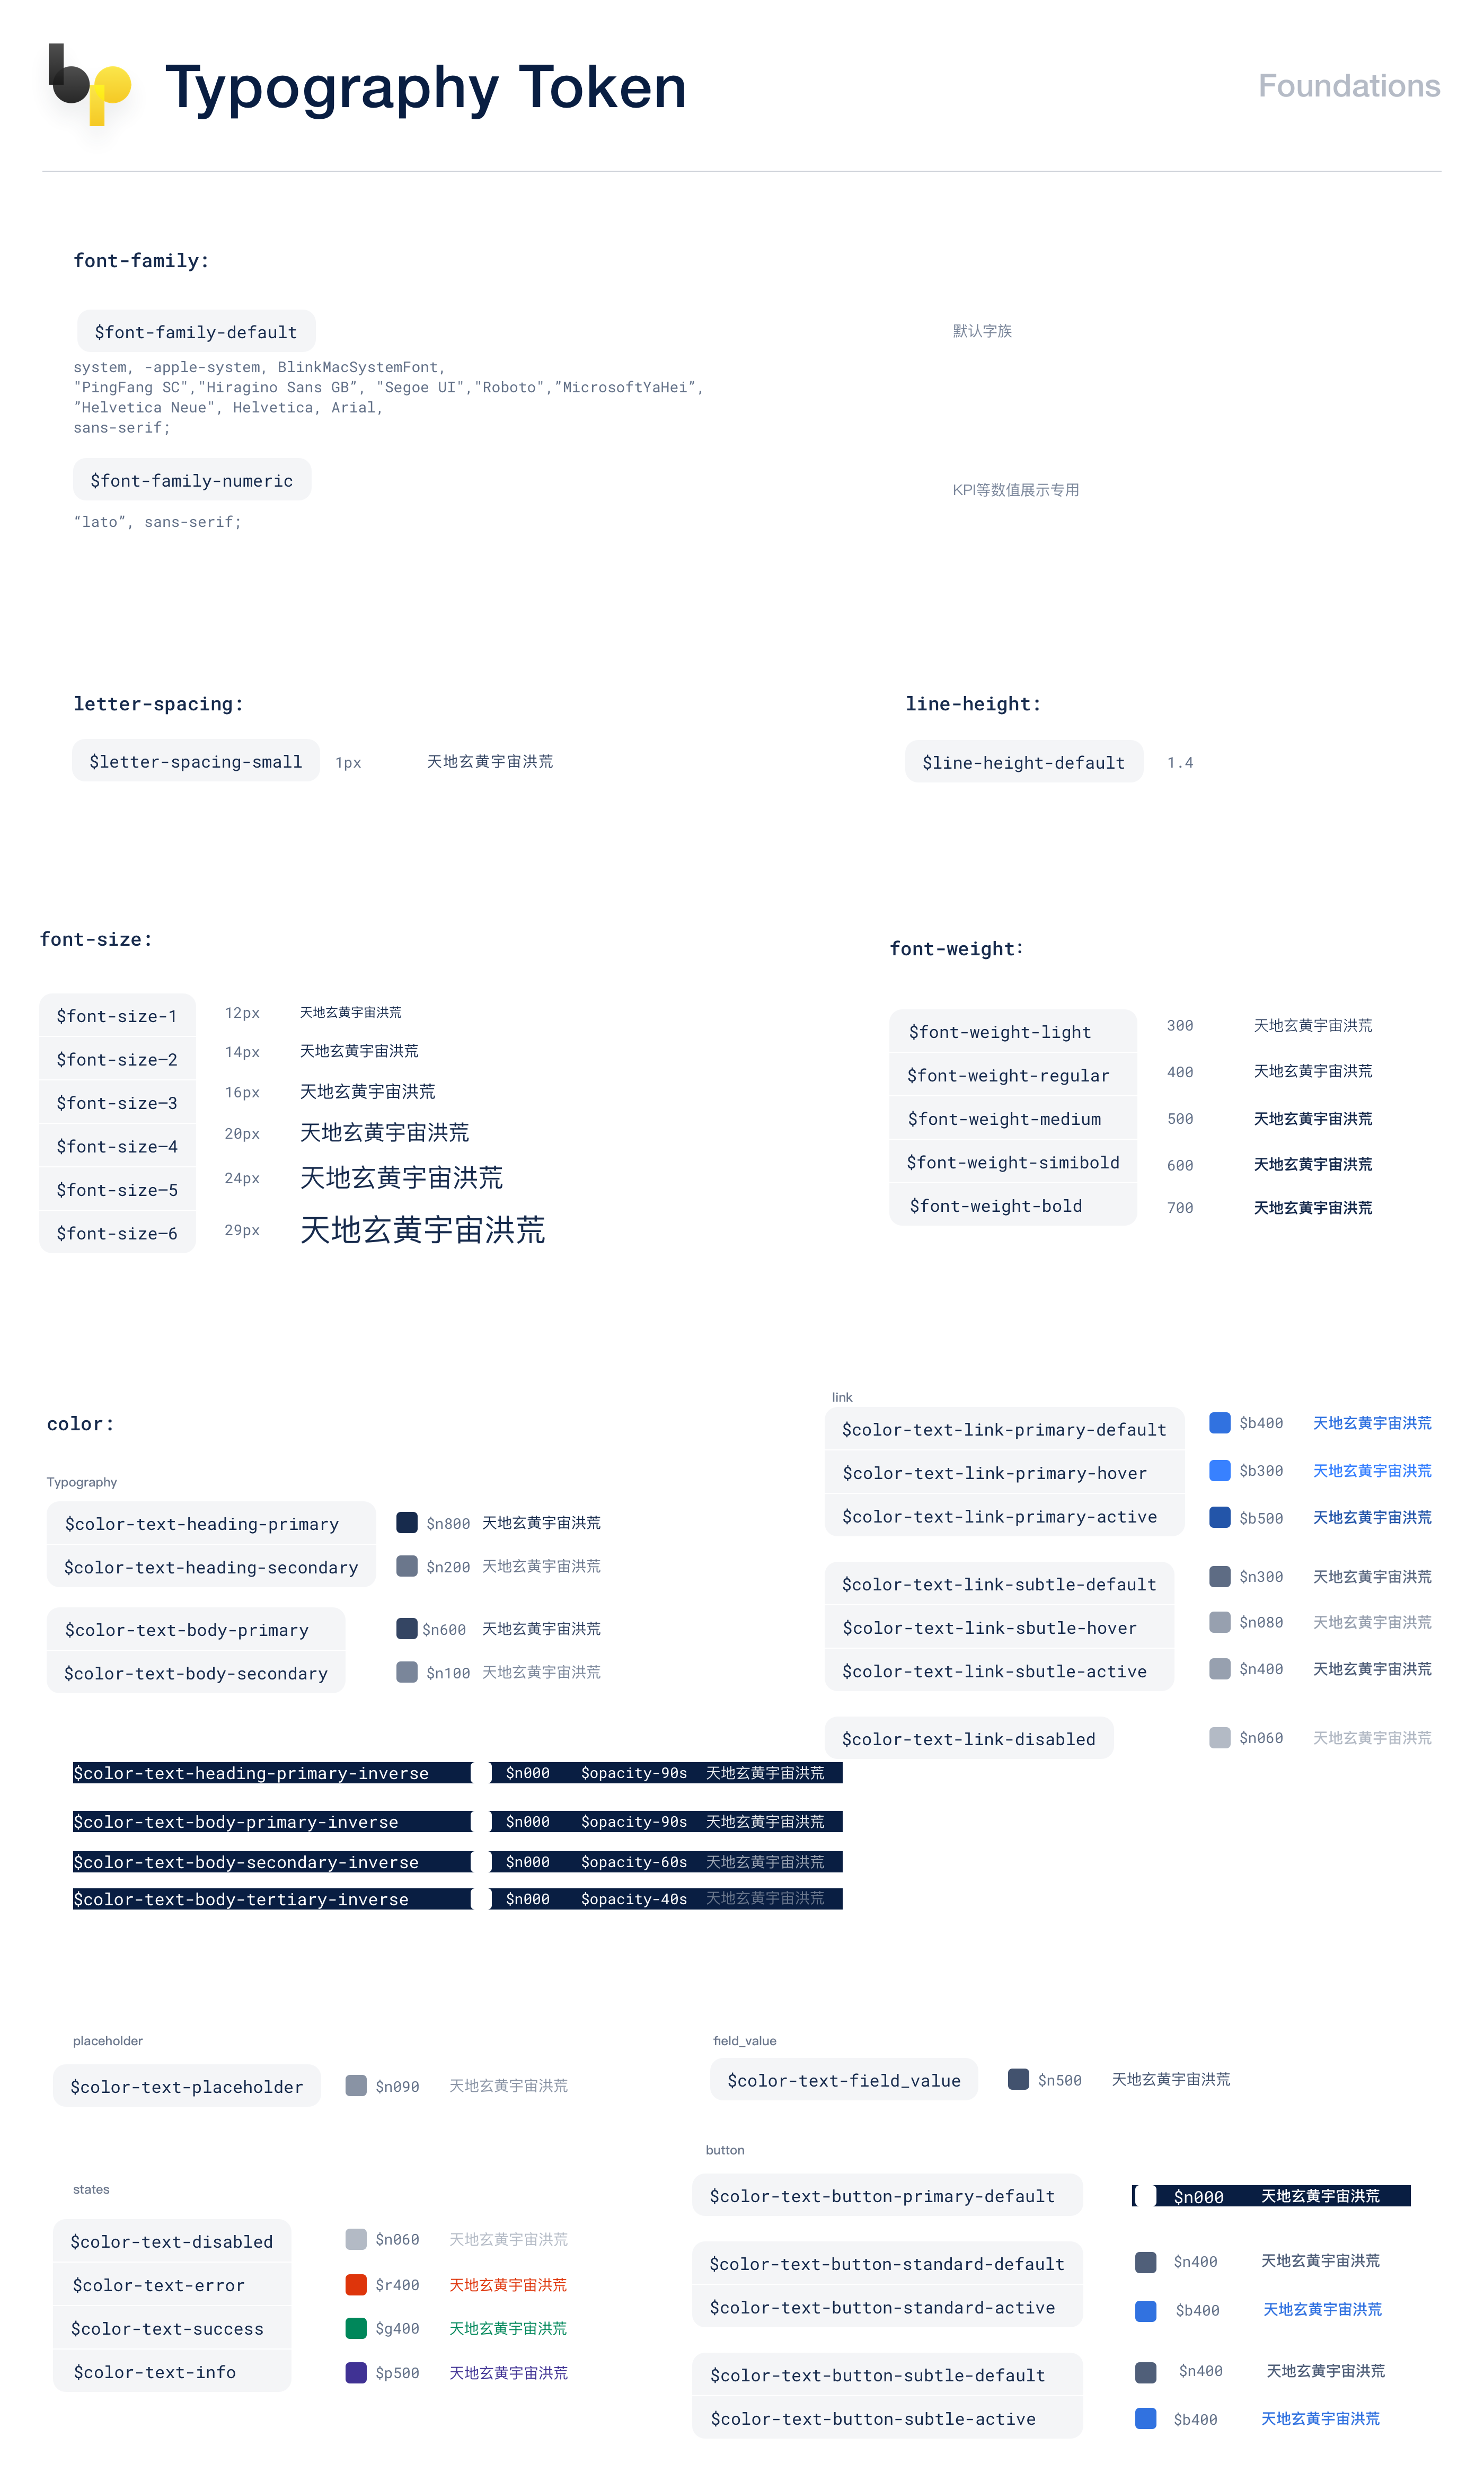 bp Typography Token Foundations
font-family:
$font-family-default 默认字族
system, -apple-system, BlinkMacSystemFont,
"PingFang SC","Hiragino Sans GB”, "Segoe UI","Roboto",”MicrosoftYaHei”,
”Helvetica Neue", Helvetica, Arial,
sans-serif;
$font-family-numeric KPI等数值展示专用
“lato”, sans-serif;
letter-spacing:
$letter-spacing-small 1px 天地玄黄宇宙洪荒
line-height:
$line-height-default 1.4
font-size:
$font-size-1 12px 天地玄黄宇宙洪荒
$font-size–2 14px 天地玄黄宇宙洪荒
$font-size–3 16px 天地玄黄宇宙洪荒
$font-size–4 20px 天地玄黄宇宙洪荒
$font-size–5 24px 天地玄黄宇宙洪荒
$font-size–6 29px 天地玄黄宇宙洪荒
font-weight:
$font-weight-light 300 天地玄黄宇宙洪荒
$font-weight-regular 400 天地玄黄宇宙洪荒
$font-weight-medium 500 天地玄黄宇宙洪荒
$font-weight-simibold 600 天地玄黄宇宙洪荒
$font-weight-bold 700 天地玄黄宇宙洪荒
color:
Typography
$color-text-heading-primary $n800 天地玄黄宇宙洪荒
$color-text-heading-secondary $n200 天地玄黄宇宙洪荒
$color-text-body-primary $n600 天地玄黄宇宙洪荒
$color-text-body-secondary $n100 天地玄黄宇宙洪荒
link
$color-text-link-primary-default $b400 天地玄黄宇宙洪荒
$color-text-link-primary-hover $b300 天地玄黄宇宙洪荒
$color-text-link-primary-active $b500 天地玄黄宇宙洪荒
$color-text-link-subtle-default $n300 天地玄黄宇宙洪荒
$color-text-link-sbutle-hover $n080 天地玄黄宇宙洪荒
$color-text-link-sbutle-active $n400 天地玄黄宇宙洪荒
$color-text-link-disabled $n060 天地玄黄宇宙洪荒
$color-text-heading-primary-inverse $n000 $opacity-90s 天地玄黄宇宙洪荒
$color-text-body-primary-inverse $n000 $opacity-90s 天地玄黄宇宙洪荒
$color-text-body-secondary-inverse $n000 $opacity-60s 天地玄黄宇宙洪荒
$color-text-body-tertiary-inverse $n000 $opacity-40s 天地玄黄宇宙洪荒
placeholder
$color-text-placeholder $n090 天地玄黄宇宙洪荒
field_value
$color-text-field_value $n500 天地玄黄宇宙洪荒
states
$color-text-disabled $n060 天地玄黄宇宙洪荒
$color-text-error $r400 天地玄黄宇宙洪荒
$color-text-success $g400 天地玄黄宇宙洪荒
$color-text-info $p500 天地玄黄宇宙洪荒
button
$color-text-button-primary-default $n000 天地玄黄宇宙洪荒
$color-text-button-standard-default $n400 天地玄黄宇宙洪荒
$color-text-button-standard-active $b400 天地玄黄宇宙洪荒
$color-text-button-subtle-default $n400 天地玄黄宇宙洪荒
$color-text-button-subtle-active $b400 天地玄黄宇宙洪荒